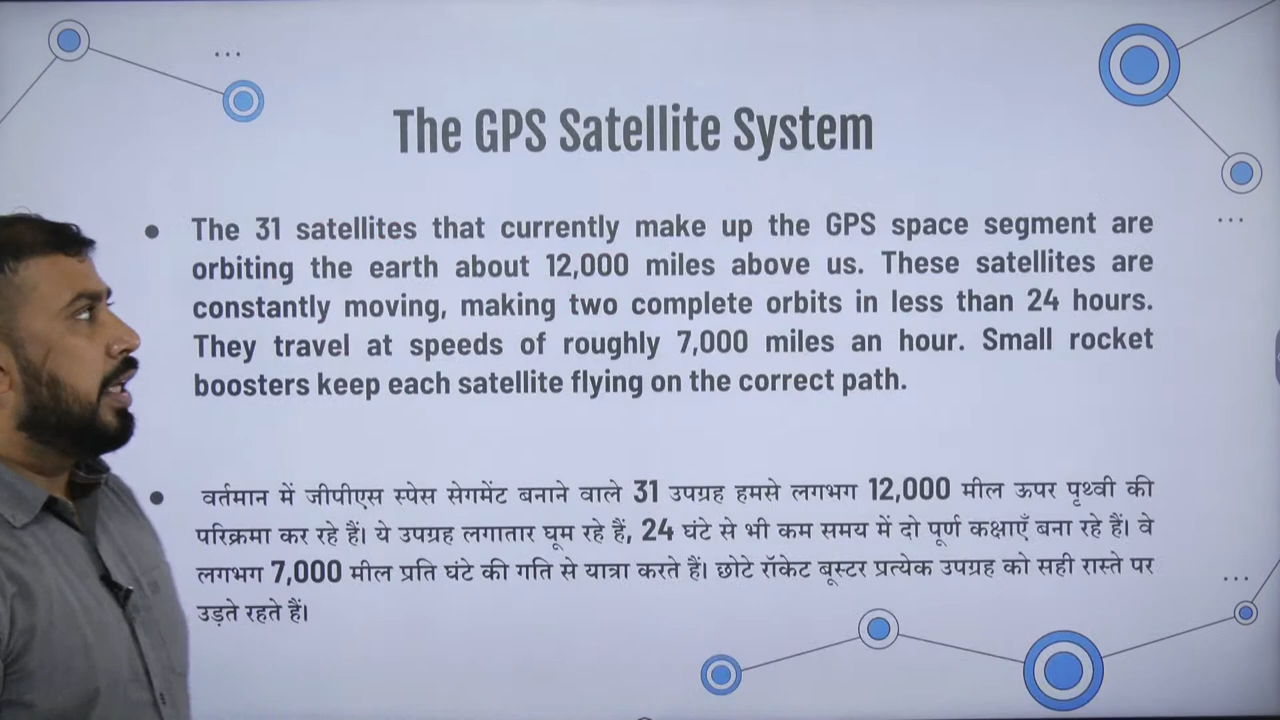 The GPS Satellite System
The 31 satellites that currently make up the GPS space segment are
orbiting the earth about 12,000 miles above us. These satellites are
constantly moving, making two complete orbits in less than 24 hours.
They travel at speeds of roughly 7,000 miles an hour. Small rocket
boosters keep each satellite flying on the correct path.
वर्तमान में जीपीएस स्पेस सेगमेंट बनाने वाले 31 उपग्रह हमसे लगभग 12,000 मील ऊपर पृथ्वी की
परिक्रमा कर रहे हैं। ये उपग्रह लगातार घूम रहे हैं, 24 घंटे से भी कम समय में दो पूर्ण कक्षाएँ बना रहे हैं। वे
लगभग 7,000 मील प्रति घंटे की गति से यात्रा करते हैं। छोटे रॉकेट बूस्टर प्रत्येक उपग्रह को सही रास्ते पर
उड़ते रहते हैं।